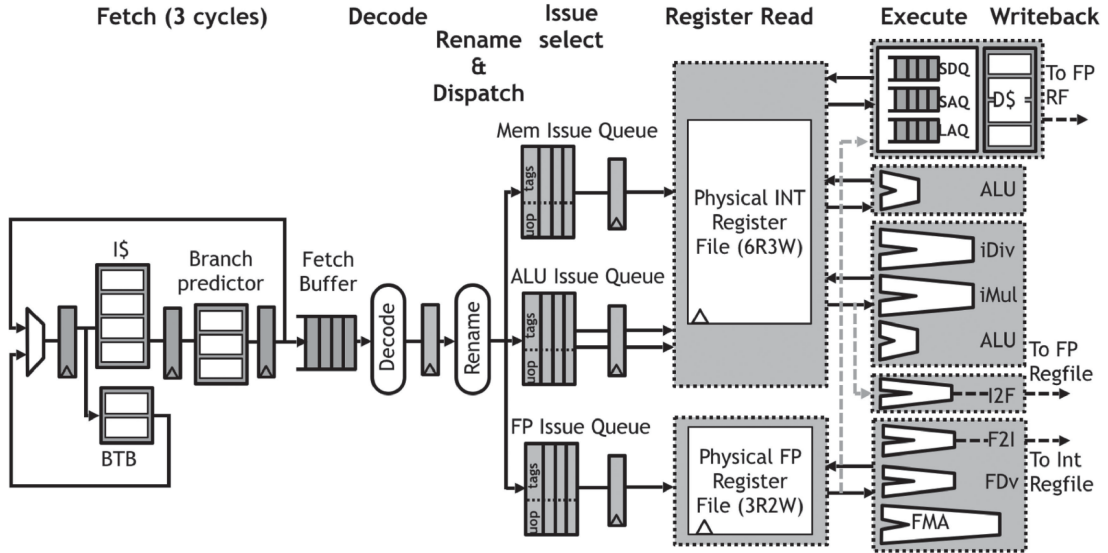 Fetch (3 cycles)
Decode
Rename
&
Dispatch
Issue
select
Register Read
Execute
Writeback
I$
Branch
predictor
BTB
Fetch
Buffer
Decode
Rename
Mem Issue Queue
tags
uop
ALU Issue Queue
tags
uop
FP Issue Queue
tags
uop
Physical INT
Register
File (6R3W)
Physical FP
Register
File (3R2W)
SDQ
SAQ
LAQ
D$
To FP
RF
ALU
iDiv
iMul
ALU
To FP
Regfile
I2F
F2I
To Int
Regfile
FDv
FMA